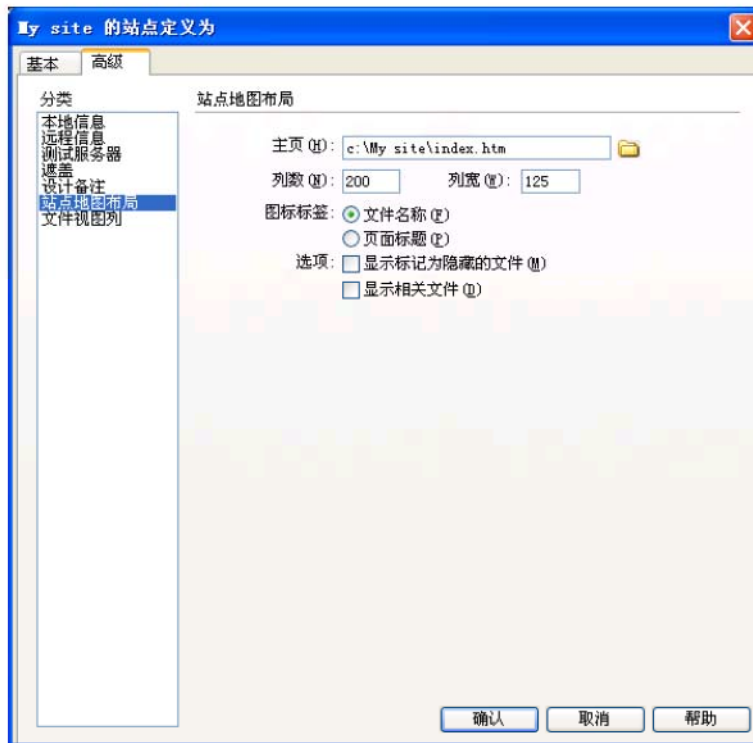 My site 的站点定义为
基本 高级
分类
本地信息
远程信息
测试服务器
遮盖
设计备注
站点地图布局
文件视图列
站点地图布局
主页(H): c:\My site\index.htm
列数(N): 200 列宽(W): 125
图标标签: 文件名称(F)
页面标题(P)
选项: 显示标记为隐藏的文件(M)
显示相关文件(D)
确认 取消 帮助